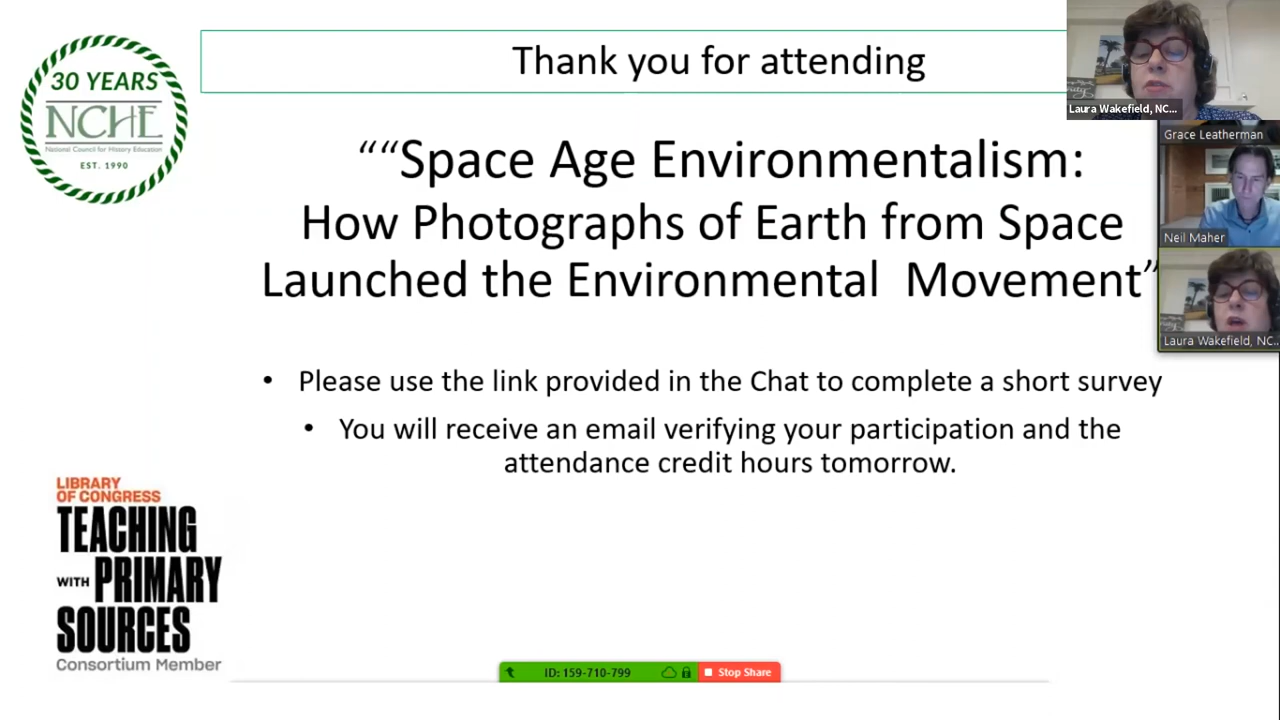 Thank you for attending
30 YEARS
NCHE
National Council for History Education
EST. 1990
Laura Wakefield, NC...
Grace Leatherman
Neil Maher
Laura Wakefield, NC...
““Space Age Environmentalism:
How Photographs of Earth from Space
Launched the Environmental Movement”
• Please use the link provided in the Chat to complete a short survey
• You will receive an email verifying your participation and the
attendance credit hours tomorrow.
LIBRARY
OF CONGRESS
TEACHING
WITH PRIMARY
SOURCES
Consortium Member
ID: 159-710-799
Stop Share